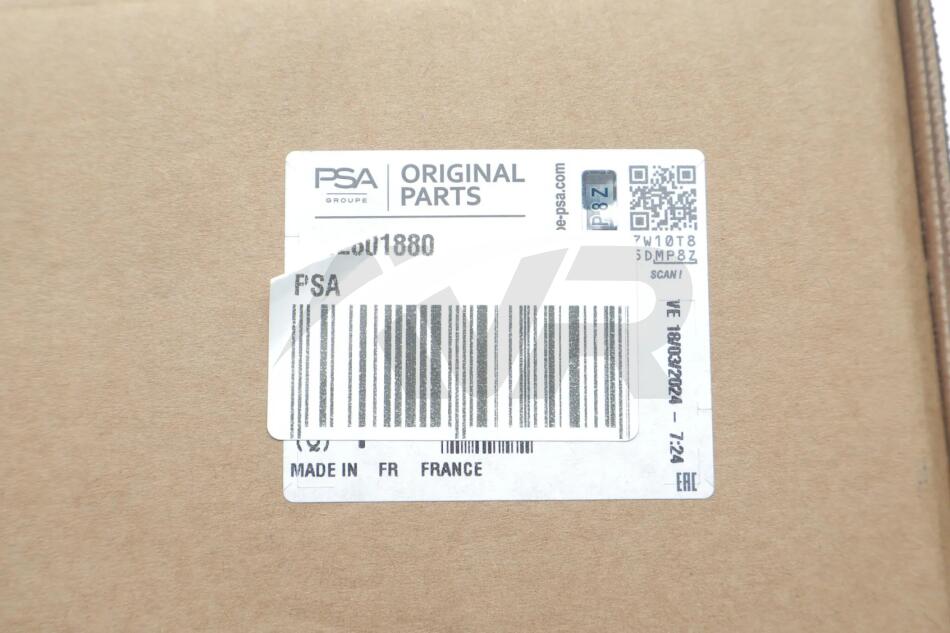 PSA
GROUPE
ORIGINAL
PARTS
P8Z
ZW10T8
SDMP8Z
SCAN!
1880
PSA
VE 18/03/2024 - 7:24
MADE IN FR FRANCE
EAC